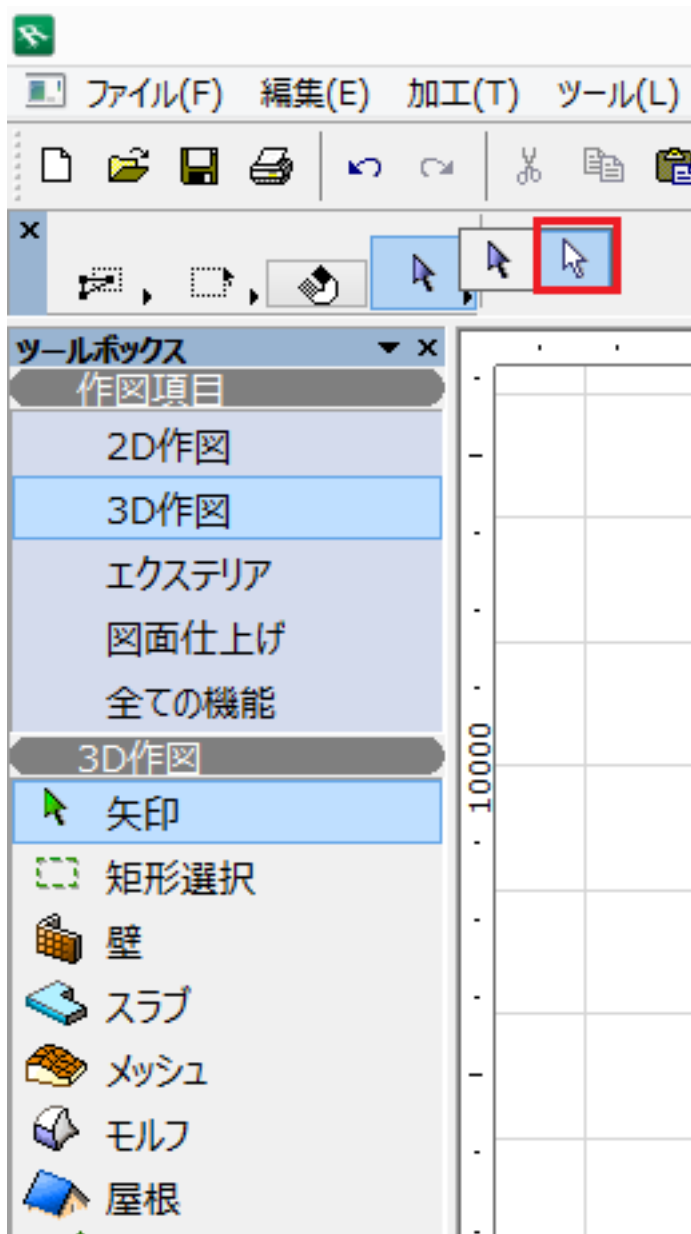 ファイル(F) 編集(E) 加工(T) ツール(L)
ツールボックス
作図項目
2D作図
3D作図
エクステリア
図面仕上げ
全ての機能
3D作図
矢印
矩形選択
壁
スラブ
メッシュ
モルフ
屋根
10000